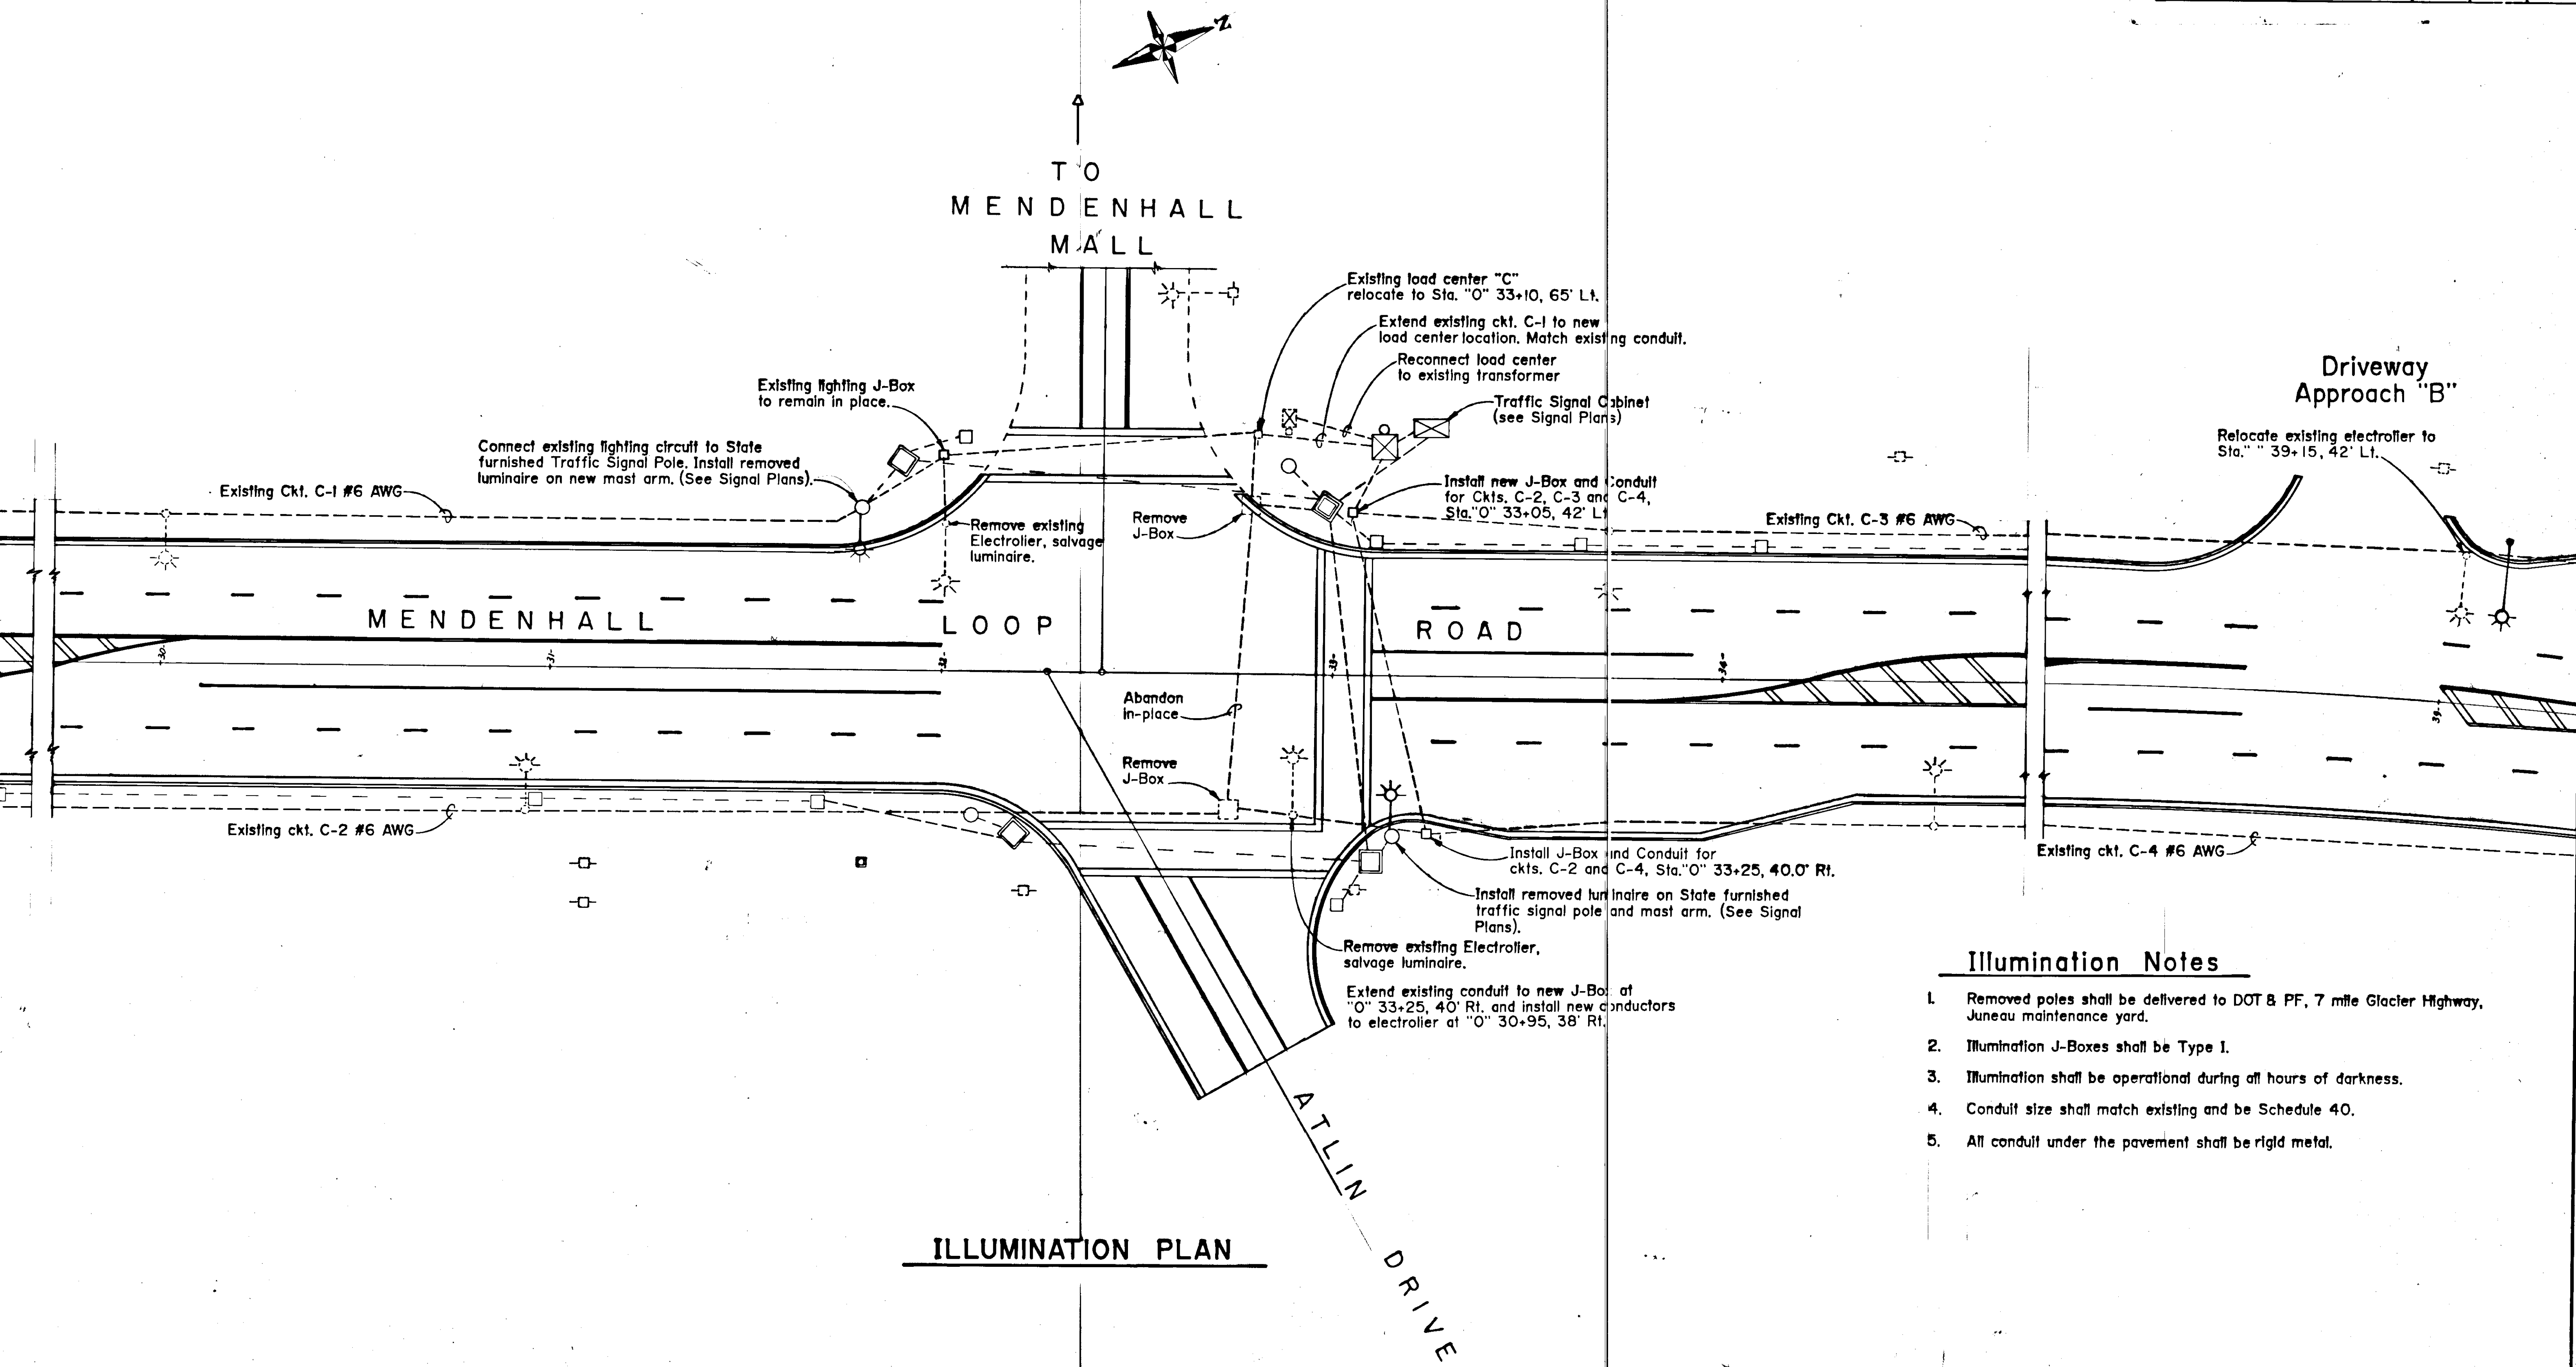 N
TO
MENDENHALL
MALL
Existing load center "C"
relocate to Sta. "O" 33+10, 65' Lt.
Extend existing ckt. C-1 to new
load center location. Match existing conduit.
Reconnect load center
to existing transformer
Traffic Signal Cabinet
(see Signal Plans)
Existing lighting J-Box
to remain in place.
Connect existing lighting circuit to State
furnished Traffic Signal Pole. Install removed
luminaire on new mast arm. (See Signal Plans).
Existing Ckt. C-1 #6 AWG
Remove existing
Electrolier, salvage
luminaire.
Remove
J-Box
Install new J-Box and Conduit
for Ckts. C-2, C-3 and C-4,
Sta."O" 33+05, 42' Lt
Existing Ckt. C-3 #6 AWG
Driveway
Approach "B"
Relocate existing electrolier to
Sta." " 39+15, 42' Lt.
MENDENHALL LOOP ROAD
30
31
32
33
34
39
Abandon
in-place
Remove
J-Box
Existing ckt. C-2 #6 AWG
Existing ckt. C-4 #6 AWG
Install J-Box and Conduit for
ckts. C-2 and C-4, Sta."O" 33+25, 40.0' Rt.
Install removed luminaire on State furnished
traffic signal pole and mast arm. (See Signal
Plans).
Remove existing Electrolier,
salvage luminaire.
Extend existing conduit to new J-Box at
"O" 33+25, 40' Rt. and install new conductors
to electrolier at "O" 30+95, 38' Rt.
ATLIN DRIVE
Illumination Notes
1. Removed poles shall be delivered to DOT & PF, 7 mile Glacier Highway,
Juneau maintenance yard.
2. Illumination J-Boxes shall be Type I.
3. Illumination shall be operational during all hours of darkness.
4. Conduit size shall match existing and be Schedule 40.
5. All conduit under the pavement shall be rigid metal.
ILLUMINATION PLAN